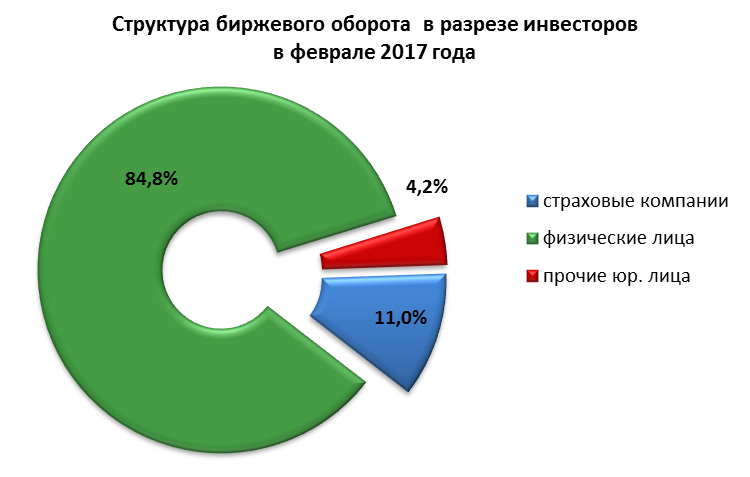 Структура биржевого оборота в разрезе инвесторов
в феврале 2017 года
84,8%
4,2%
11,0%
страховые компании
физические лица
прочие юр. лица